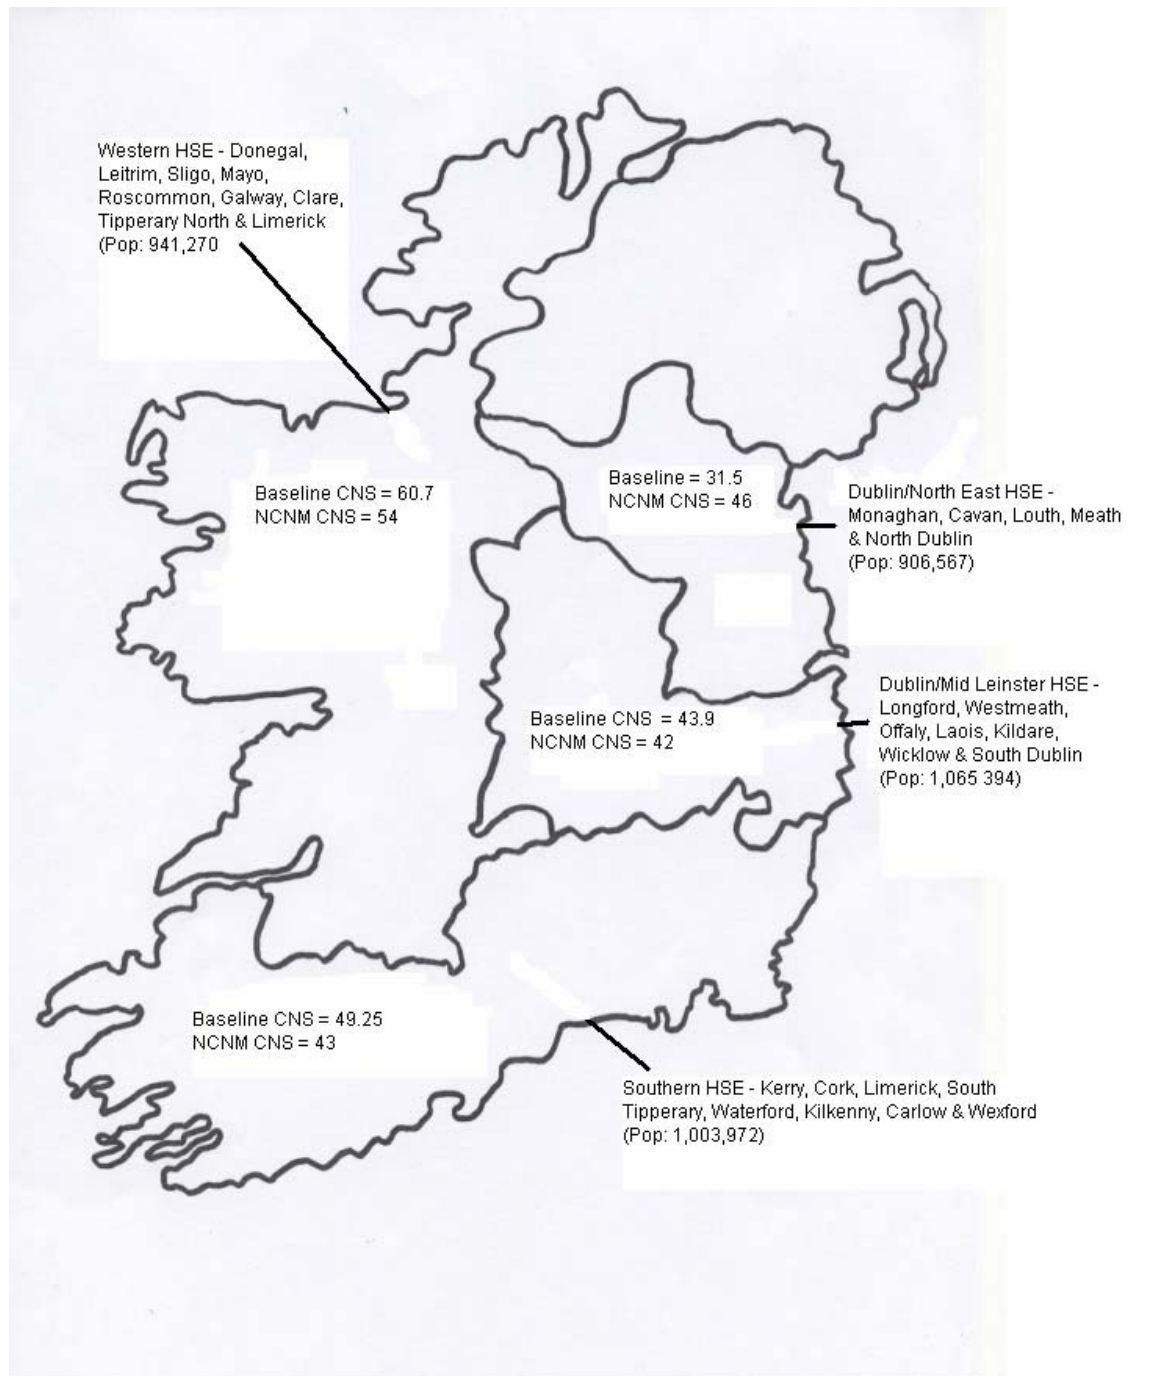 Western HSE - Donegal,
Leitrim, Sligo, Mayo,
Roscommon, Galway, Clare,
Tipperary North & Limerick
(Pop: 941,270
Baseline CNS = 60.7
NCNM CNS = 54
Baseline = 31.5
NCNM CNS = 46
Dublin/North East HSE -
Monaghan, Cavan, Louth, Meath
& North Dublin
(Pop: 906,567)
Dublin/Mid Leinster HSE -
Longford, Westmeath,
Offaly, Laois, Kildare,
Wicklow & South Dublin
(Pop: 1,065 394)
Baseline CNS = 43.9
NCNM CNS = 42
Baseline CNS = 49.25
NCNM CNS = 43
Southern HSE - Kerry, Cork, Limerick, South
Tipperary, Waterford, Kilkenny, Carlow & Wexford
(Pop: 1,003,972)